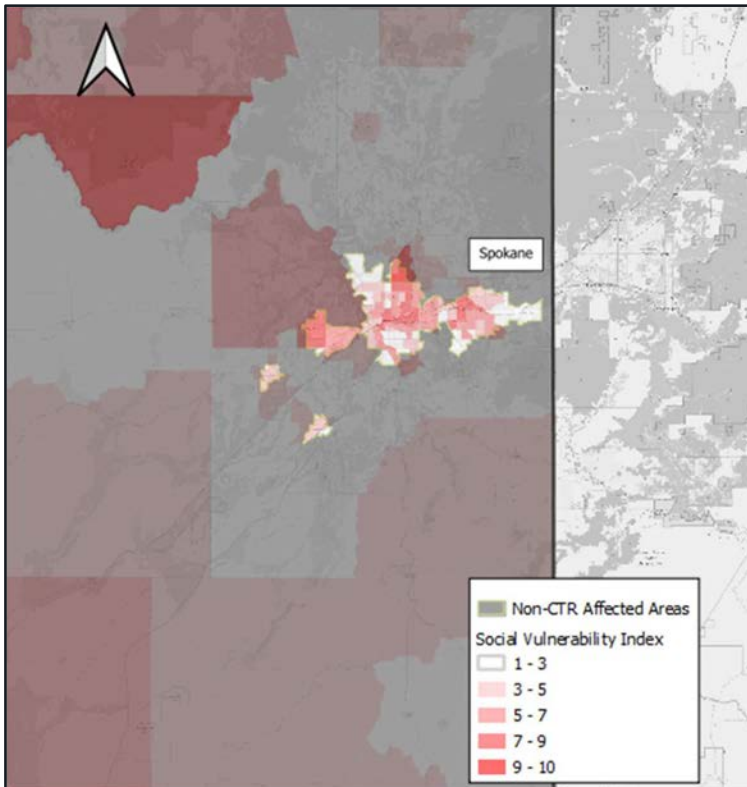 Spokane
Non-CTR Affected Areas
Social Vulnerability Index
1 - 3
3 - 5
5 - 7
7 - 9
9 - 10